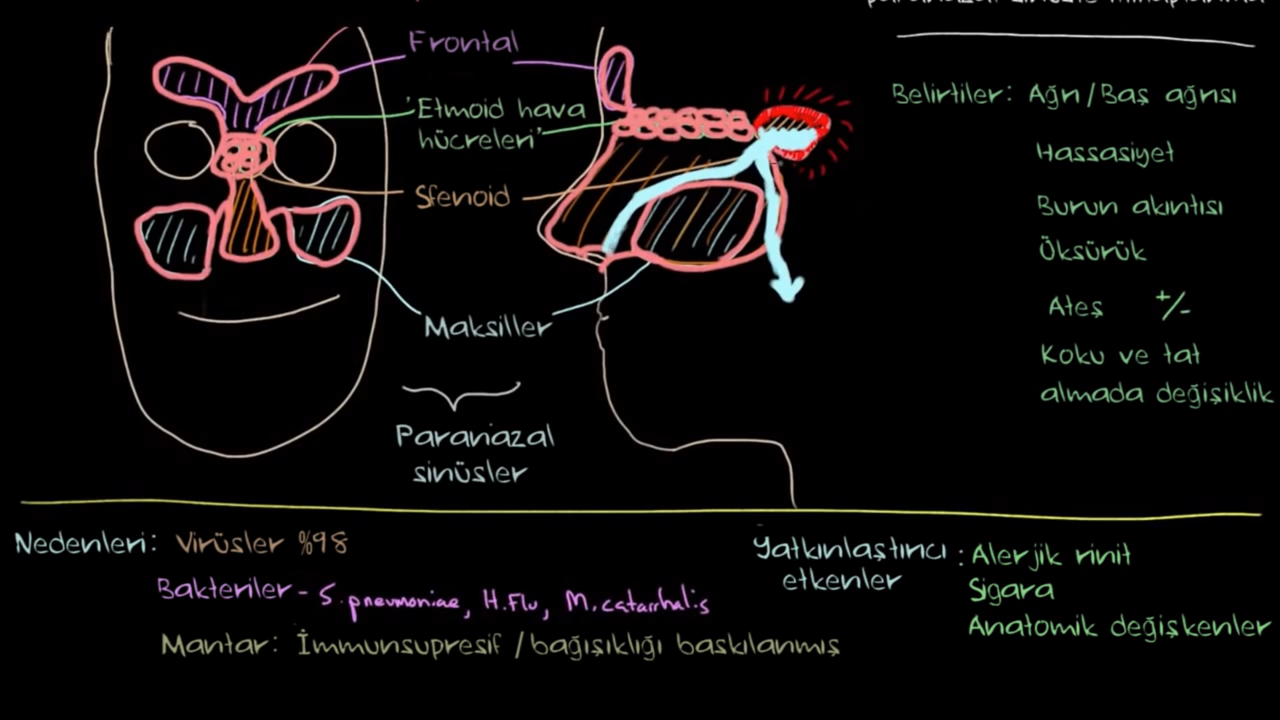 Frontal
'Etmoid hava
hücreleri'
Sfenoid
Maksiller
Paranazal
sinüsler
Belirtiler: Ağrı/Baş ağrısı
Hassasiyet
Burun akıntısı
Öksürük
Ateş +/-
Koku ve tat
almada değişiklik
Nedenleri: Virüsler %98
Bakteriler - S. pneumoniae, H.Flu, M.catarrhalis
Mantar: İmmunsupresif / bağışıklığı baskılanmış
Yatkınlaştırıcı : Alerjik rinit
etkenler
Sigara
Anatomik değişkenler